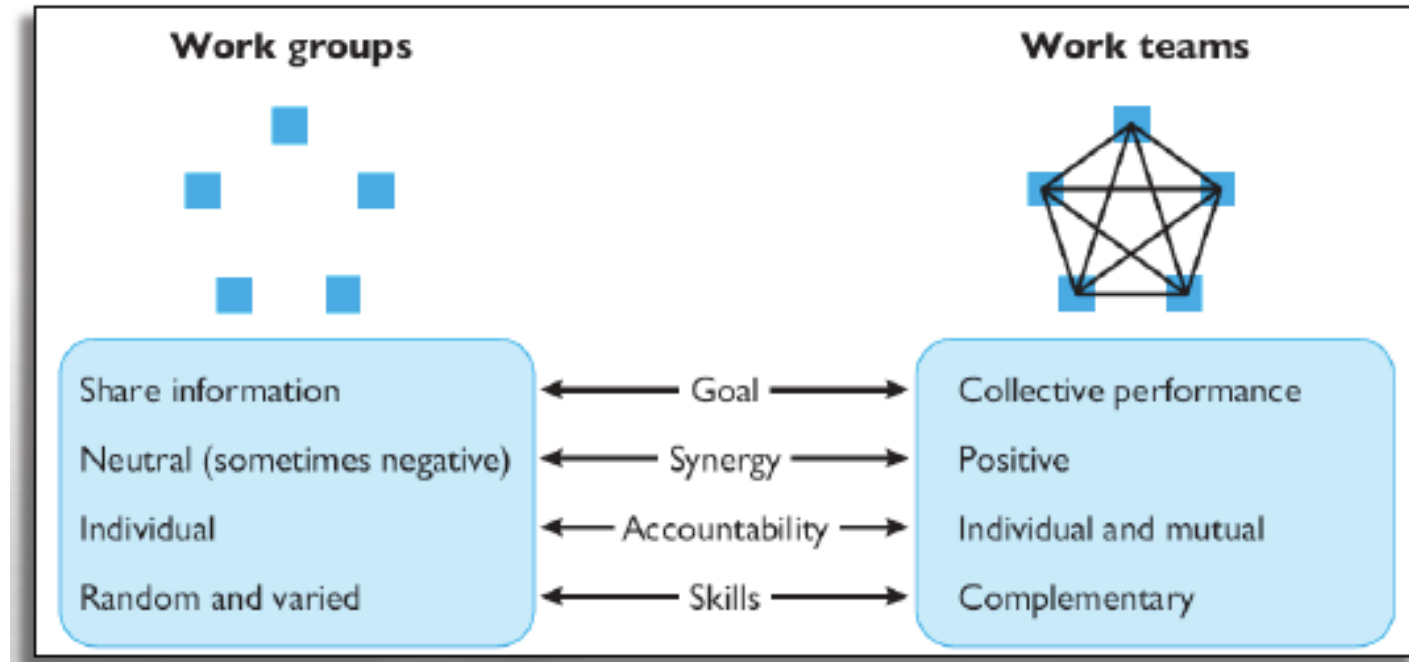 Work groups
Work teams
Share information
Goal
Collective performance
Neutral (sometimes negative)
Synergy
Positive
Individual
Accountability
Individual and mutual
Random and varied
Skills
Complementary